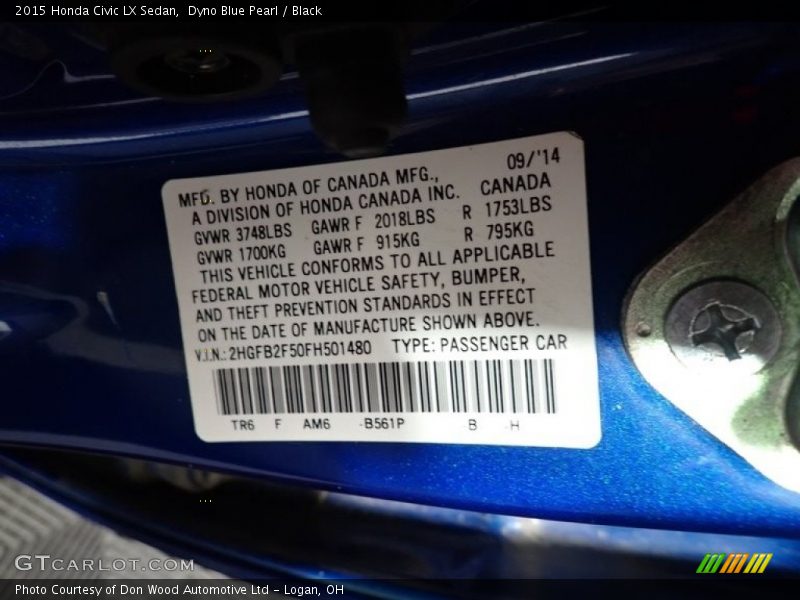 2015 Honda Civic LX Sedan, Dyno Blue Pearl / Black
09/'14
MFD. BY HONDA OF CANADA MFG.,
A DIVISION OF HONDA CANADA INC. CANADA
GVWR 3748LBS GAWR F 2018LBS R 1753LBS
GVWR 1700KG GAWR F 915KG R 795KG
THIS VEHICLE CONFORMS TO ALL APPLICABLE
FEDERAL MOTOR VEHICLE SAFETY, BUMPER,
AND THEFT PREVENTION STANDARDS IN EFFECT
ON THE DATE OF MANUFACTURE SHOWN ABOVE.
V.I.N.: 2HGFB2F50FH501480 TYPE: PASSENGER CAR
TR6 F AM6 -B561P B -H
GTCARLOT.COM
Photo Courtesy of Don Wood Automotive Ltd - Logan, OH